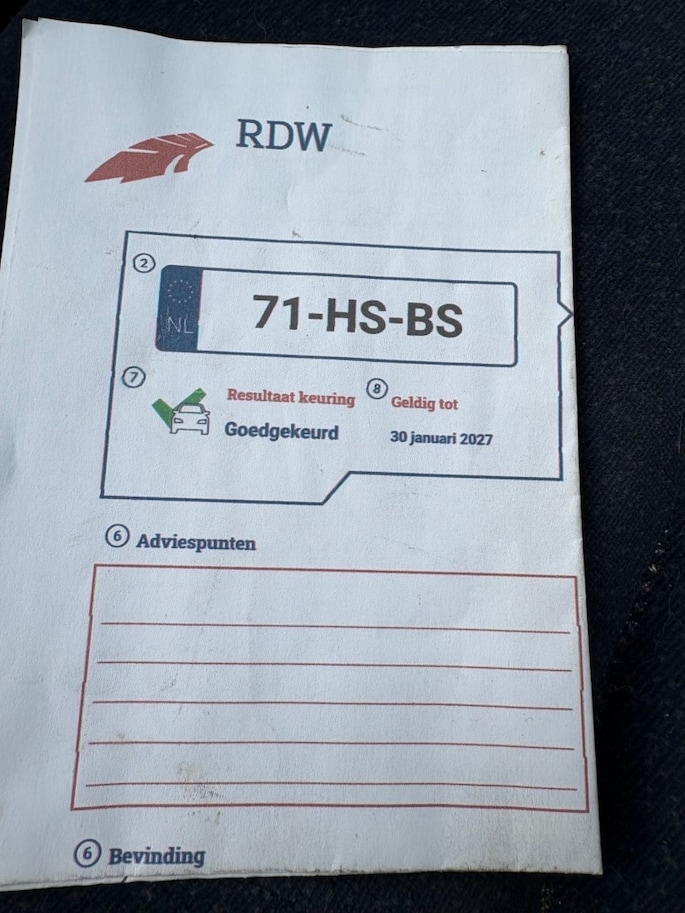 RDW
2
NL
71-HS-BS
7
Resultaat keuring
8
Geldig tot
Goedgekeurd
30 januari 2027
6 Adviespunten
6 Bevinding